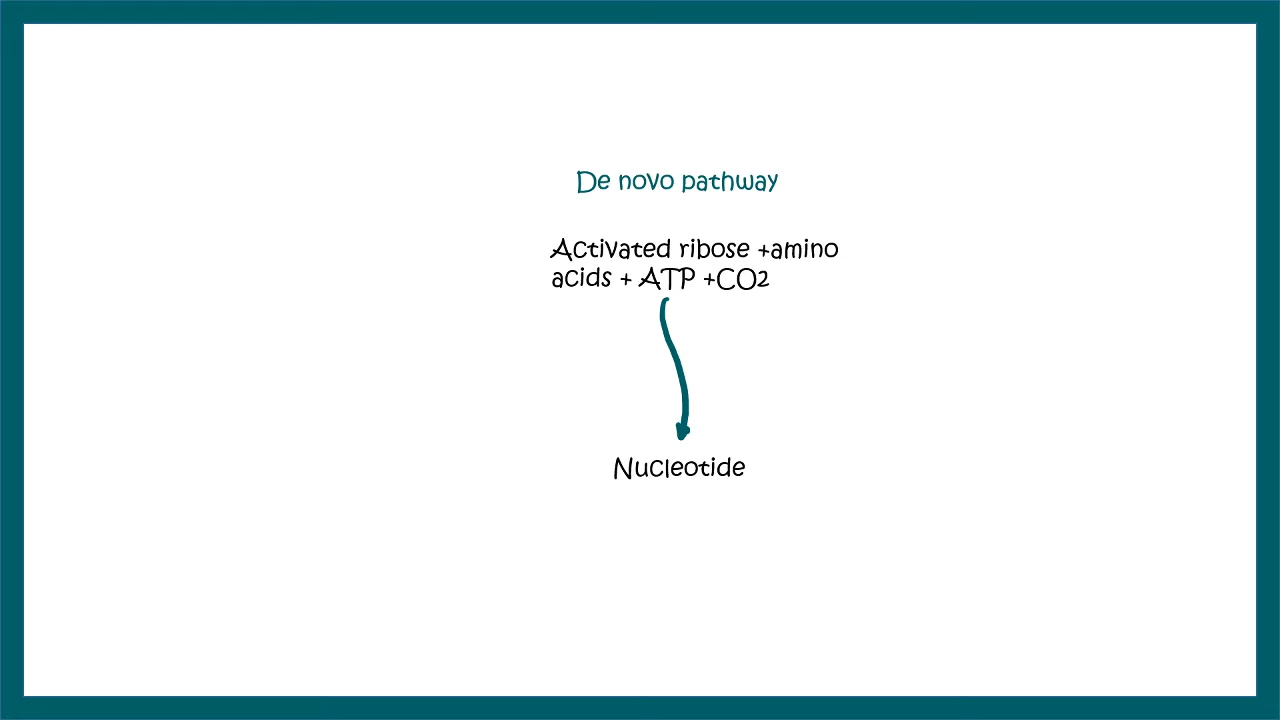 De novo pathway
Activated ribose +amino
acids + ATP +CO2
Nucleotide